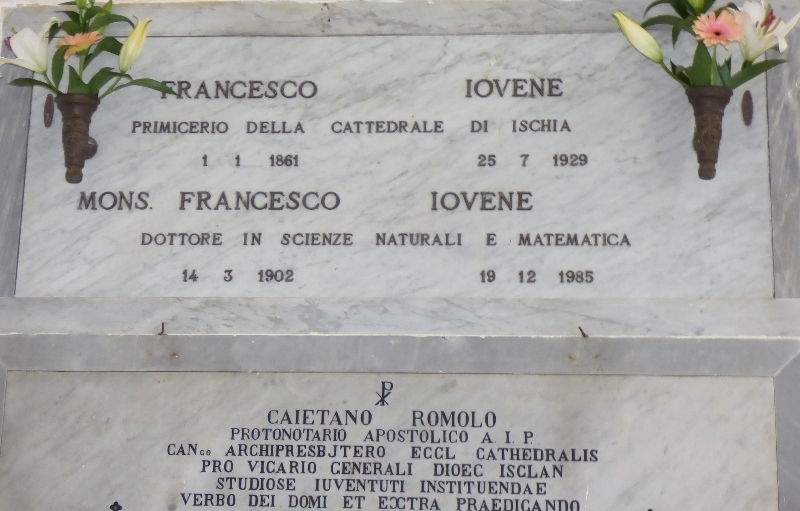 FRANCESCO IOVENE
PRIMICERIO DELLA CATTEDRALE DI ISCHIA
1 1 1861 25 7 1929
MONS. FRANCESCO IOVENE
DOTTORE IN SCIENZE NATURALI E MATEMATICA
14 3 1902 19 12 1985
CAIETANO ROMOLO
PROTONOTARIO APOSTOLICO A. I. P.
CANco ARCHIPRESBJTERO ECCL CATHEDRALIS
PRO VICARIO GENERALI DIOEC ISCLAN
STUDIOSE IUVENTUTI INSTITUENDAE
VERBO DEI DOMI ET EXTRA PRAEDICANDO